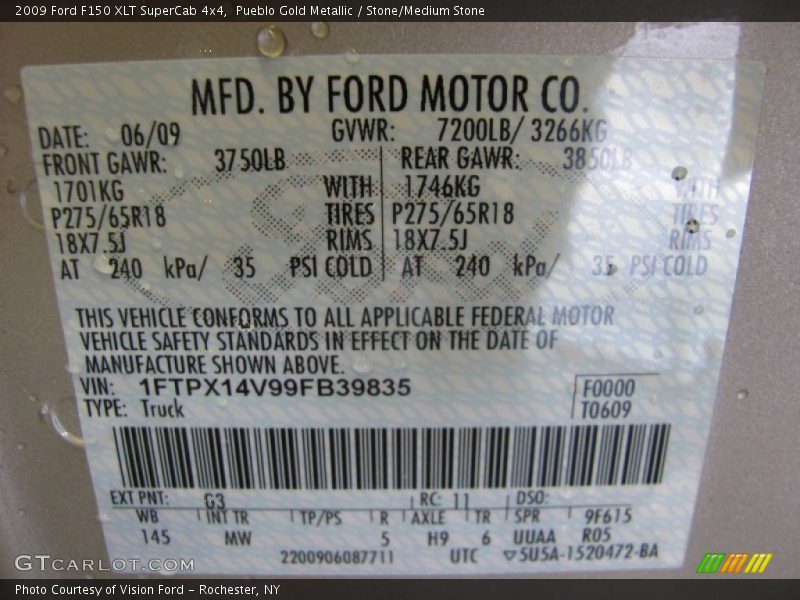 2009 Ford F150 XLT SuperCab 4x4,  Pueblo Gold Metallic / Stone/Medium Stone
MFD. BY FORD MOTOR CO.
DATE: 06/09 GVWR: 7200LB/ 3266KG
FRONT GAWR: 3750LB REAR GAWR: 3850LB
1701KG WITH 1746KG WITH
P275/65R18 TIRES P275/65R18 TIRES
18X7.5J RIMS 18X7.5J RIMS
AT 240 kPa/ 35 PSI COLD AT 240 kPa/ 35 PSI COLD
THIS VEHICLE CONFORMS TO ALL APPLICABLE FEDERAL MOTOR
VEHICLE SAFETY STANDARDS IN EFFECT ON THE DATE OF
MANUFACTURE SHOWN ABOVE.
VIN: 1FTPX14V99FB39835 F0000
TYPE: Truck T0609
EXT PNT: G3 RC: 11 DSO:
WB INT TR TP/PS R AXLE TR SPR 9F615
145 MW 5 H9 6 UUAA R05
2200906087711 UTC ▽5U5A-1520472-BA
GTCARLOT.COM
Photo Courtesy of Vision Ford – Rochester, NY